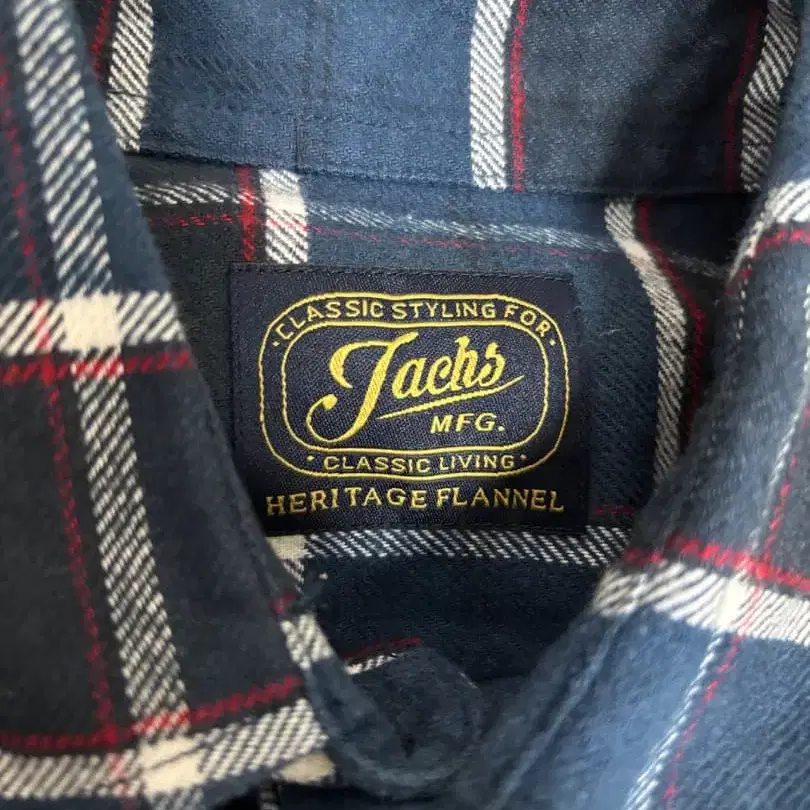 ·CLASSIC STYLING FOR·
Jachs
MFG.
·CLASSIC LIVING·
HERITAGE FLANNEL